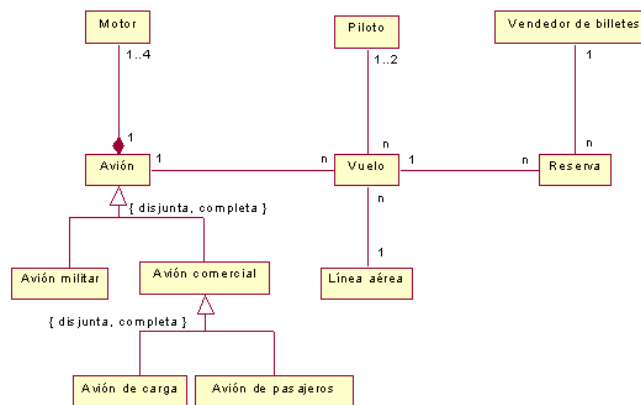 Motor
Piloto
Vendedor de billetes
1..4
1..2
1
1
n
n
Avión
1
n
Vuelo
1
n
Reserva
{ disjunta, completa }
n
1
Avión militar
Avión comercial
Línea aérea
{ disjunta, completa }
Avión de carga
Avión de pasajeros